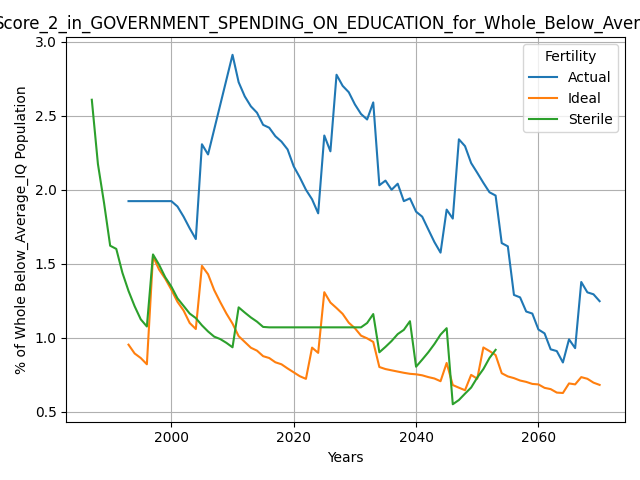 Score_2_in_GOVERNMENT_SPENDING_ON_EDUCATION_for_Whole_Below_Aver
% of Whole Below_Average_IQ Population
3.0
2.5
2.0
1.5
1.0
0.5
Fertility
Actual
Ideal
Sterile
2000 2020 2040 2060
Years